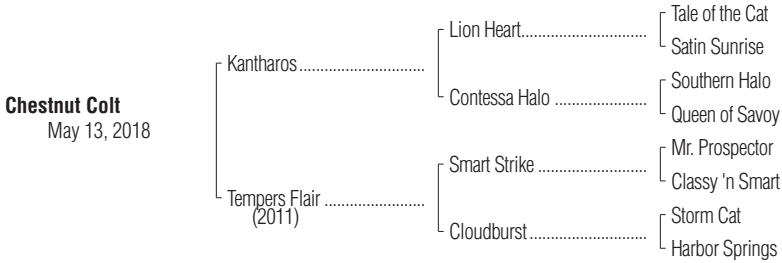 Tale of the Cat
Lion Heart..............................
Satin Sunrise
Kantharos..............................
Southern Halo
Contessa Halo ......................
Queen of Savoy
Chestnut Colt
May 13, 2018
Mr. Prospector
Smart Strike ..........................
Classy 'n Smart
Tempers Flair ........................
(2011)
Storm Cat
Cloudburst............................
Harbor Springs